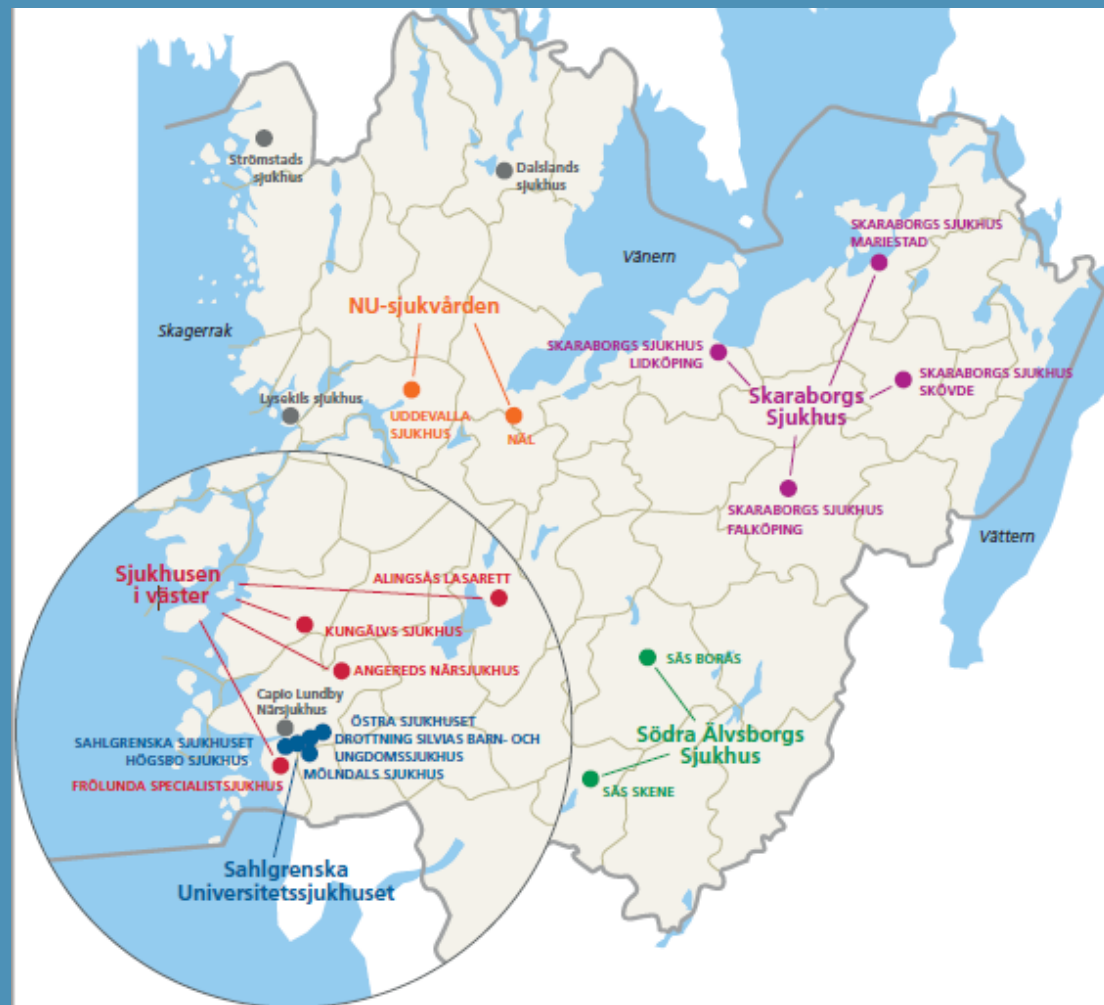 Strömstads
sjukhus
Dalslands
sjukhus
SKARABORGS SJUKHUS
MARIESTAD
Vänern
NU-sjukvården
Skagerrak
SKARABORGS SJUKHUS
LIDKÖPING
SKARABORGS SJUKHUS
SKÖVDE
Skaraborgs
Sjukhus
Lysekils sjukhus
UDDEVALLA
SJUKHUS
NÄL
SKARABORGS SJUKHUS
FALKÖPING
Vättern
Sjukhusen
i väster
ALINGSÅS LASARETT
KUNGÄLVS SJUKHUS
ANGEREDS NÄRSJUKHUS
SÄS BORÅS
Capio Lundby
Närsjukhus
ÖSTRA SJUKHUSET
DROTTNING SILVIAS BARN- OCH
UNGDOMSSJUKHUS
SAHLGRENSKA SJUKHUSET
HÖGSBO SJUKHUS
MÖLNDALS SJUKHUS
FRÖLUNDA SPECIALISTSJUKHUS
Södra Älvsborgs
Sjukhus
SÄS SKENE
Sahlgrenska
Universitetssjukhuset